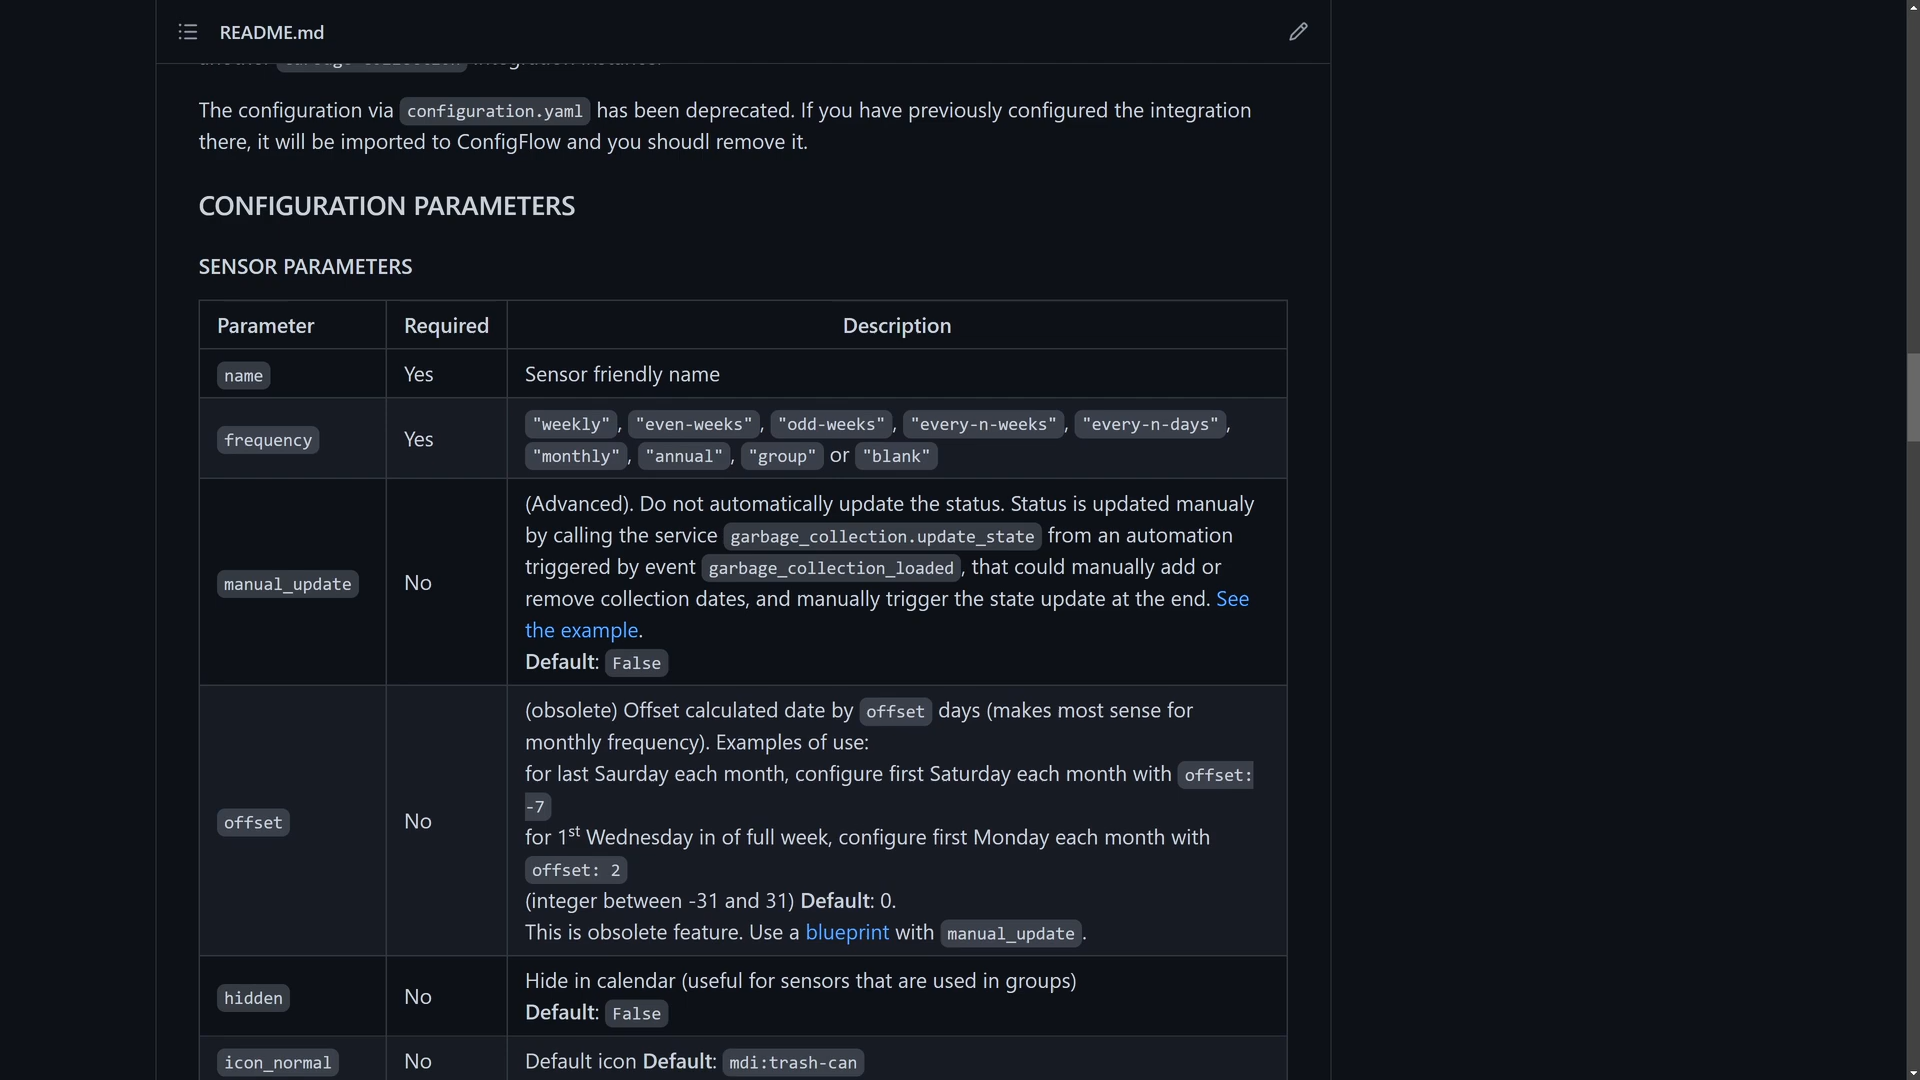 README.md
The configuration via configuration.yaml has been deprecated. If you have previously configured the integration
there, it will be imported to ConfigFlow and you shoudl remove it.
CONFIGURATION PARAMETERS
SENSOR PARAMETERS
Parameter Required Description
name Yes Sensor friendly name
frequency Yes "weekly", "even-weeks", "odd-weeks", "every-n-weeks", "every-n-days",
"monthly", "annual", "group" or "blank"
manual_update No (Advanced). Do not automatically update the status. Status is updated manualy
by calling the service garbage_collection.update_state from an automation
triggered by event garbage_collection_loaded, that could manually add or
remove collection dates, and manually trigger the state update at the end. See
the example.
Default: False
offset No (obsolete) Offset calculated date by offset days (makes most sense for
monthly frequency). Examples of use:
for last Saurday each month, configure first Saturday each month with offset:
-7
for 1st Wednesday in of full week, configure first Monday each month with
offset: 2
(integer between -31 and 31) Default: 0.
This is obsolete feature. Use a blueprint with manual_update.
hidden No Hide in calendar (useful for sensors that are used in groups)
Default: False
icon_normal No Default icon Default: mdi:trash-can